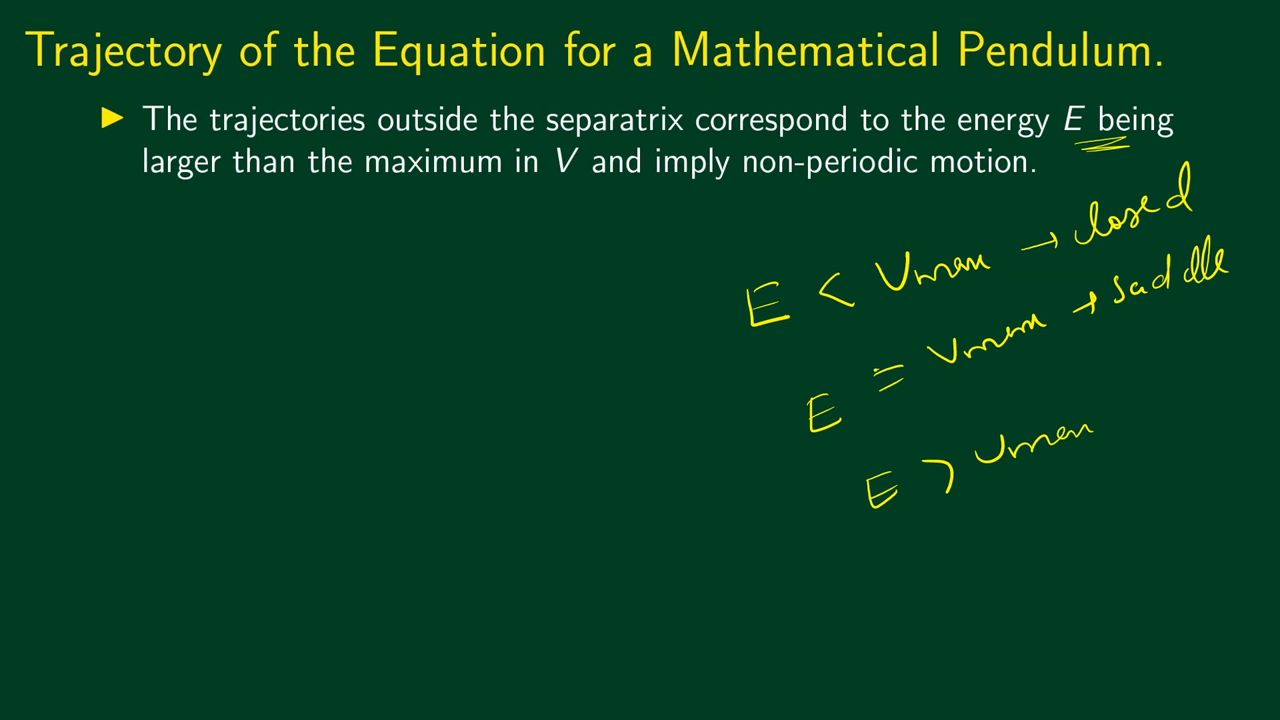 Trajectory of the Equation for a Mathematical Pendulum.
The trajectories outside the separatrix correspond to the energy E being
larger than the maximum in V and imply non-periodic motion.
E < Vmax → closed
E = Vmax → saddle
E > Vmax